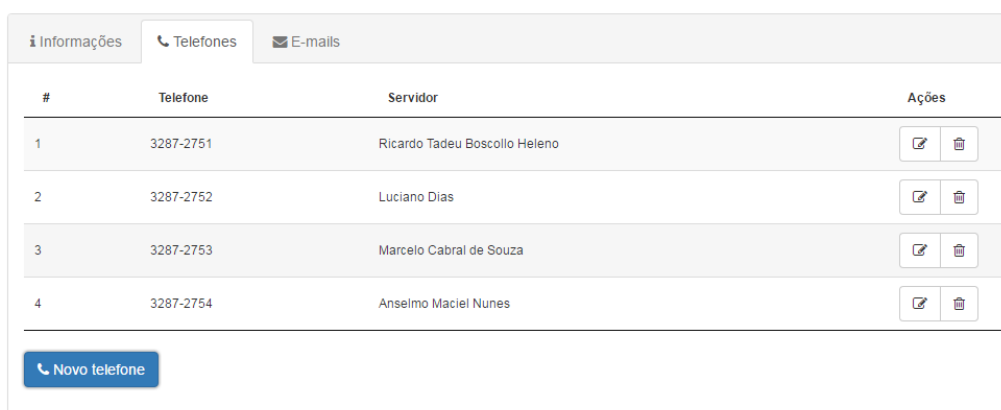 Informações Telefones E-mails
# Telefone Servidor Ações
1 3287-2751 Ricardo Tadeu Boscollo Heleno
2 3287-2752 Luciano Dias
3 3287-2753 Marcelo Cabral de Souza
4 3287-2754 Anselmo Maciel Nunes
Novo telefone